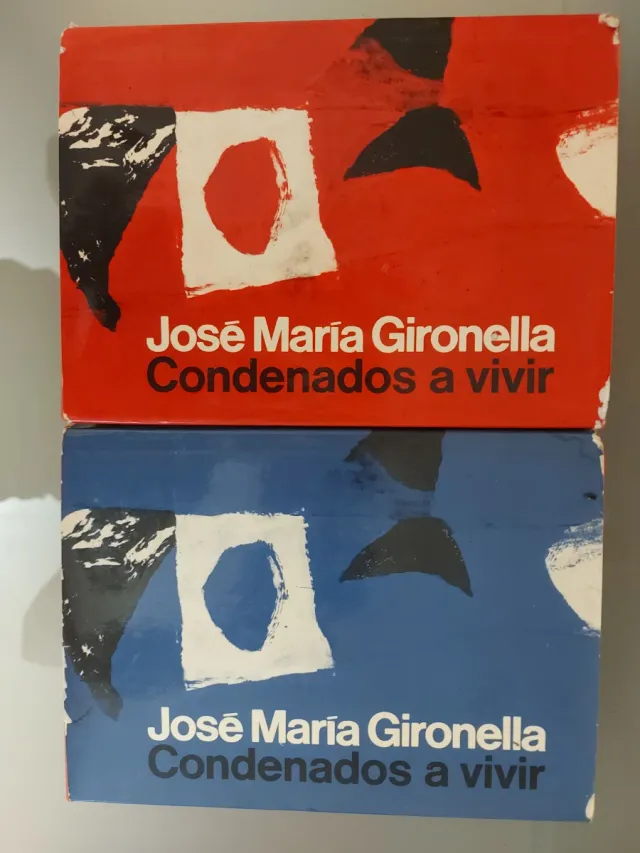 José María Gironella
Condenados a vivir
José María Gironella
Condenados a vivir